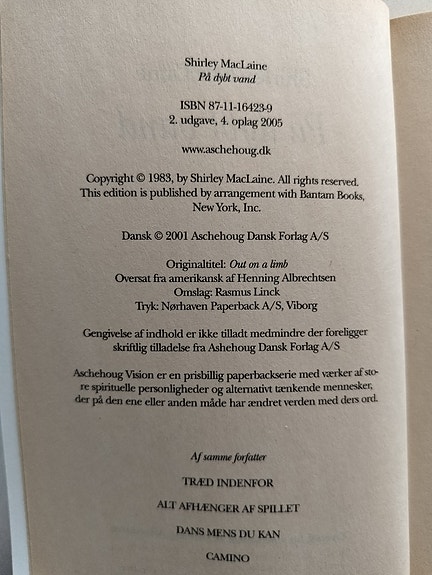 Shirley MacLaine
På dybt vand
ISBN 87-11-16423-9
2. udgave, 4. oplag 2005
www.aschehoug.dk
Copyright © 1983, by Shirley MacLaine. All rights reserved.
This edition is published by arrangement with Bantam Books,
New York, Inc.
Dansk © 2001 Aschehoug Dansk Forlag A/S
Originaltitel: Out on a limb
Oversat fra amerikansk af Henning Albrechtsen
Omslag: Rasmus Linck
Tryk: Nørhaven Paperback A/S, Viborg
Gengivelse af indhold er ikke tilladt medmindre der foreligger
skriftlig tilladelse fra Ashehoug Dansk Forlag A/S
Aschehoug Vision er en prisbillig paperbackserie med værker af sto-
re spirituelle personligheder og alternativt tænkende mennesker,
der på den ene eller anden måde har ændret verden med ders ord.
Af samme forfatter
TRÆD INDENFOR
ALT AFHÆNGER AF SPILLET
DANS MENS DU KAN
CAMINO